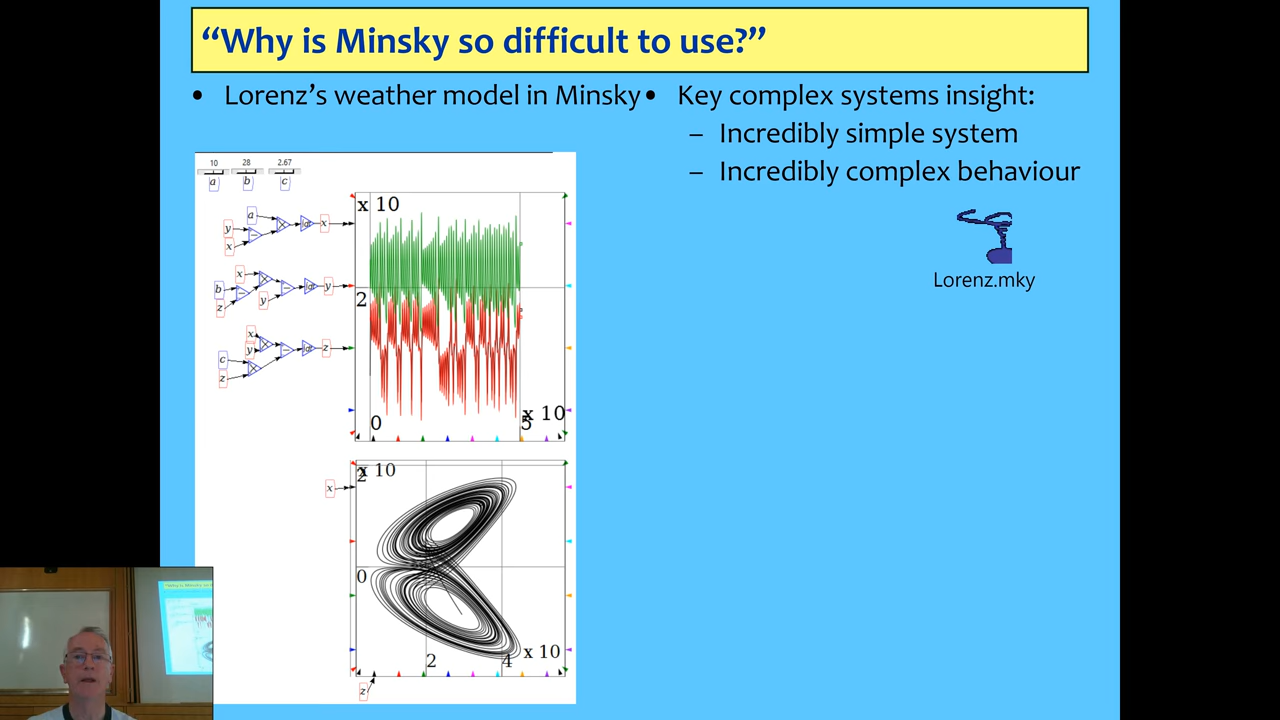 “Why is Minsky so difficult to use?”
• Lorenz’s weather model in Minsky
10 28 2.67
a b c
a
y
x
x
x
b
z
y
y
x
y
c
z
z
x 10
2
0
5
x 10
x
2
x 10
0
2
4
x 10
z
• Key complex systems insight:
– Incredibly simple system
– Incredibly complex behaviour
Lorenz.mky